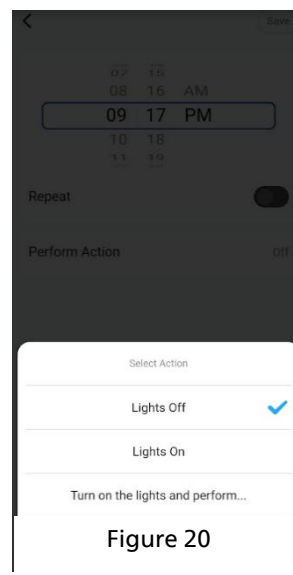 Save
07 15
08 16 AM
09 17 PM
10 18
11 19
Repeat
Perform Action Off
Select Action
Lights Off
Lights On
Turn on the lights and perform...
Figure 20